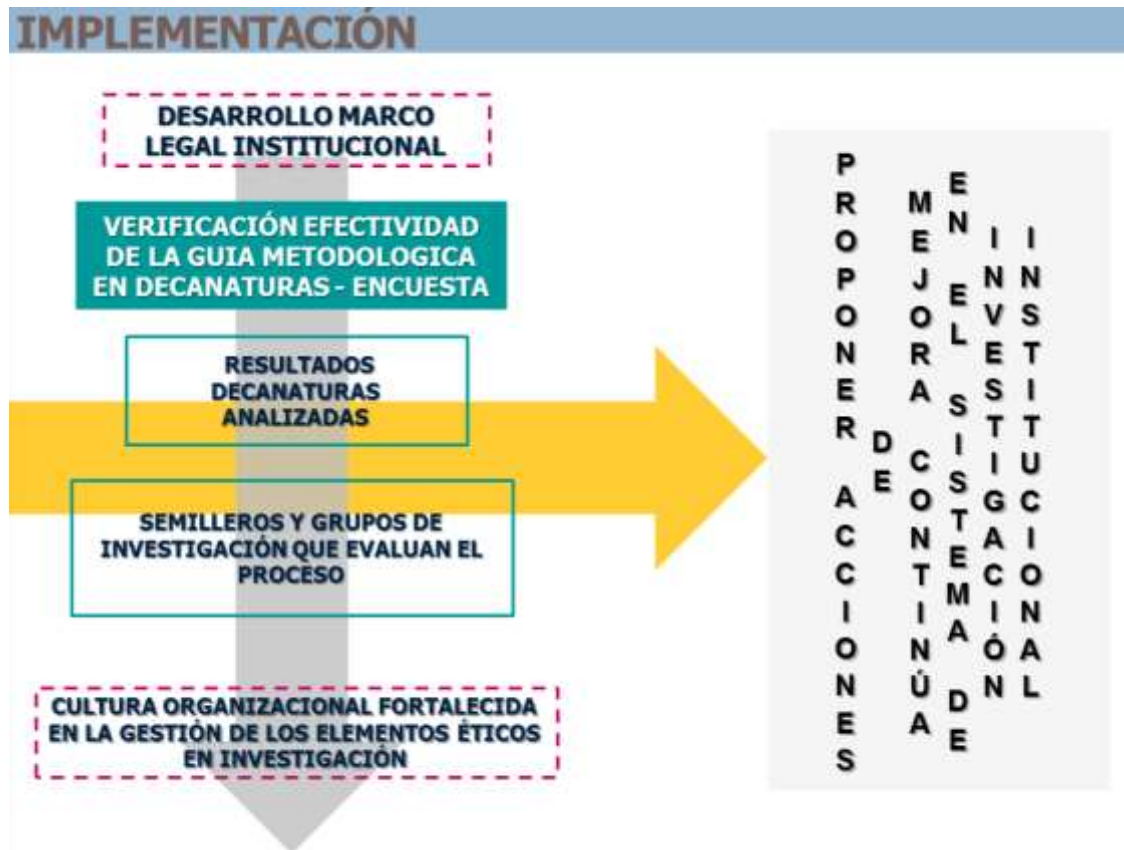 IMPLEMENTACIÓN
DESARROLLO MARCO
LEGAL INSTITUCIONAL
VERIFICACIÓN EFECTIVIDAD
DE LA GUIA METODOLOGICA
EN DECANATURAS - ENCUESTA
RESULTADOS
DECANATURAS
ANALIZADAS
SEMILLEROS Y GRUPOS DE
INVESTIGACIÓN QUE EVALUAN EL
PROCESO
CULTURA ORGANIZACIONAL FORTALECIDA
EN LA GESTIÓN DE LOS ELEMENTOS ÉTICOS
EN INVESTIGACIÓN
PROPONER ACCIONES
DE
MEJORA CONTINÚA
EN EL SISTEMA DE
INVESTIGACIÓN
INSTITUCIONAL